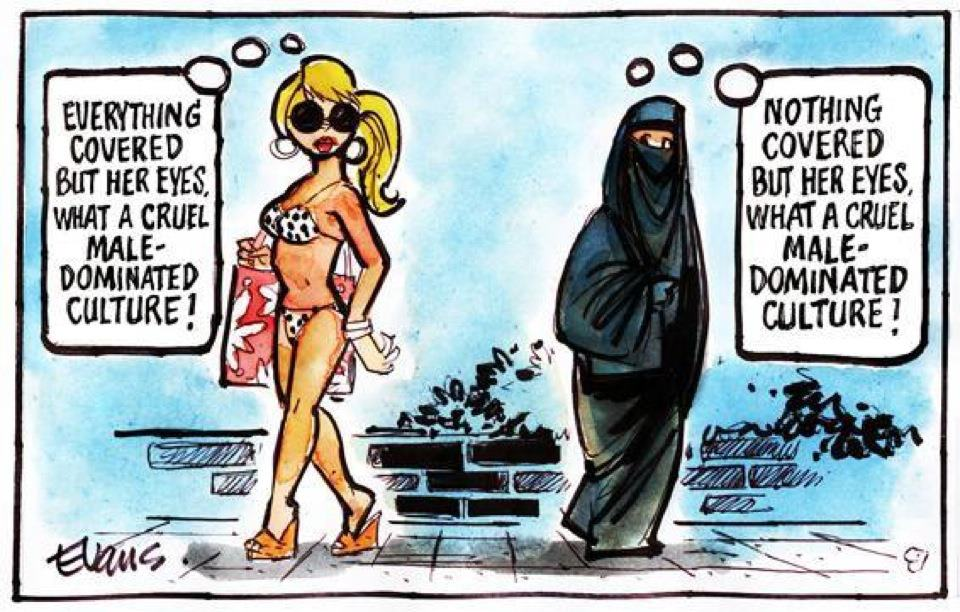 EVERYTHING
COVERED
BUT HER EYES,
WHAT A CRUEL
MALE-
DOMINATED
CULTURE!
NOTHING
COVERED
BUT HER EYES,
WHAT A CRUEL
MALE-
DOMINATED
CULTURE!
Evans